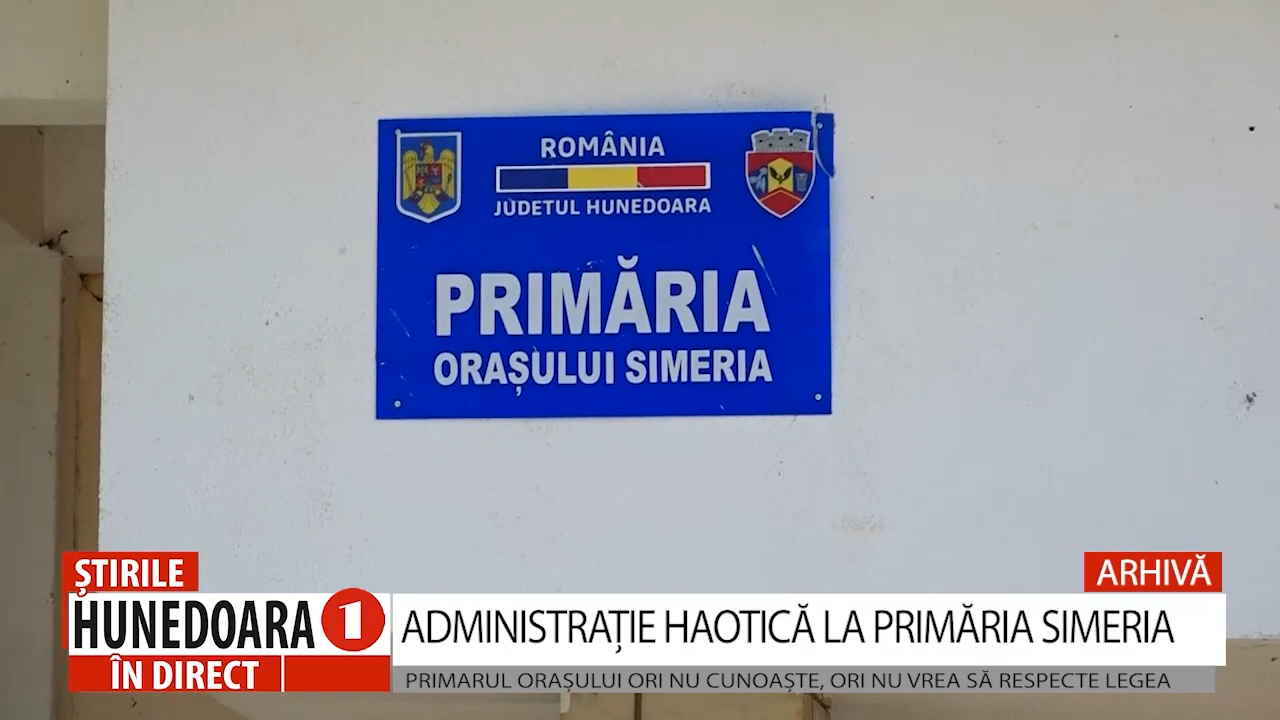 ROMÂNIA
JUDETUL HUNEDOARA
PRIMĂRIA
ORAȘULUI SIMERIA
ȘTIRILE
HUNEDOARA 1
ÎN DIRECT
ARHIVĂ
ADMINISTRAȚIE HAOTICĂ LA PRIMĂRIA SIMERIA
PRIMARUL ORAȘULUI ORI NU CUNOAȘTE, ORI NU VREA SĂ RESPECTE LEGEA